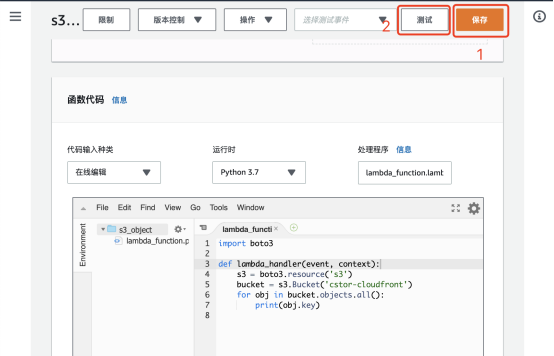 s3... 限制 版本控制 操作 选择测试事件 2 测试 保存
1
函数代码 信息
代码输入种类 运行时 处理程序 信息
在线编辑 Python 3.7 lambda_function.lamb
File Edit Find View Go Tools Window
Environment
s3_object
lambda_function.p
lambda_functi ×
1 import boto3
2
3 def lambda_handler(event, context):
4 s3 = boto3.resource('s3')
5 bucket = s3.Bucket('cstor-cloudfront')
6 for obj in bucket.objects.all():
7 print(obj.key)
8